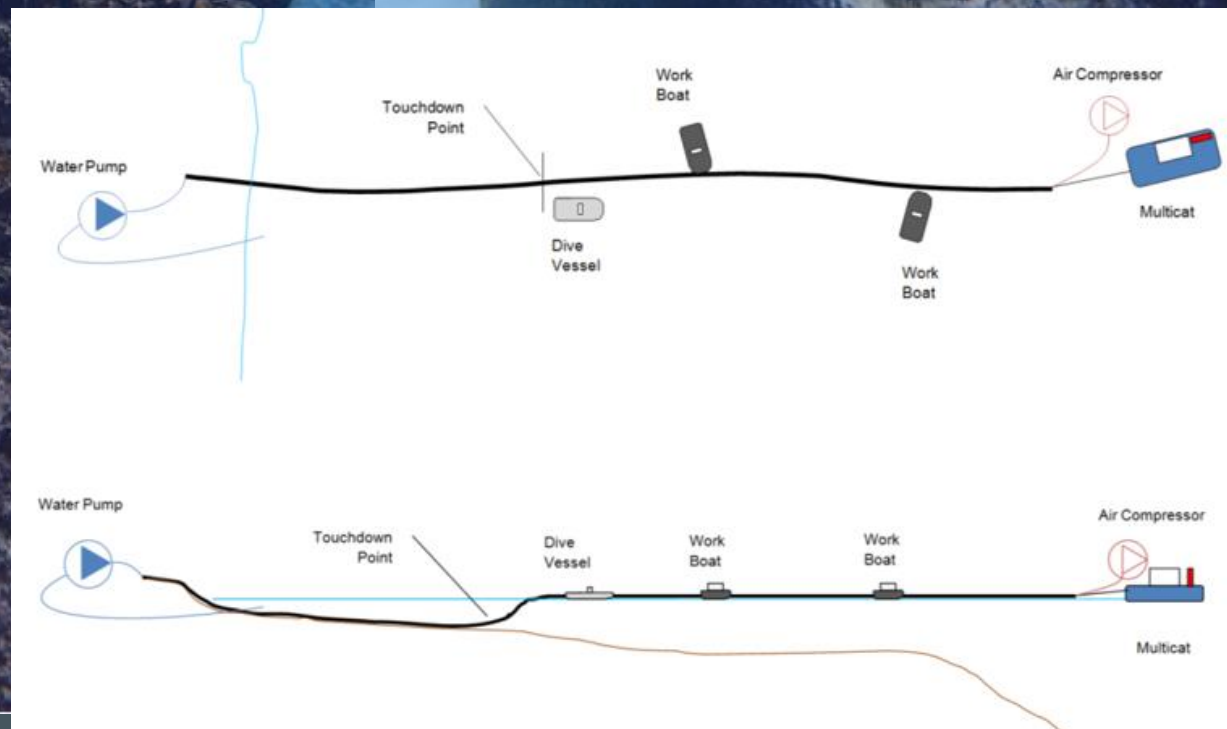 Work
Boat
Air Compressor
Touchdown
Point
Water Pump
Multicat
Dive
Vessel
Work
Boat
Water Pump
Air Compressor
Touchdown
Point
Dive
Vessel
Work
Boat
Work
Boat
Multicat